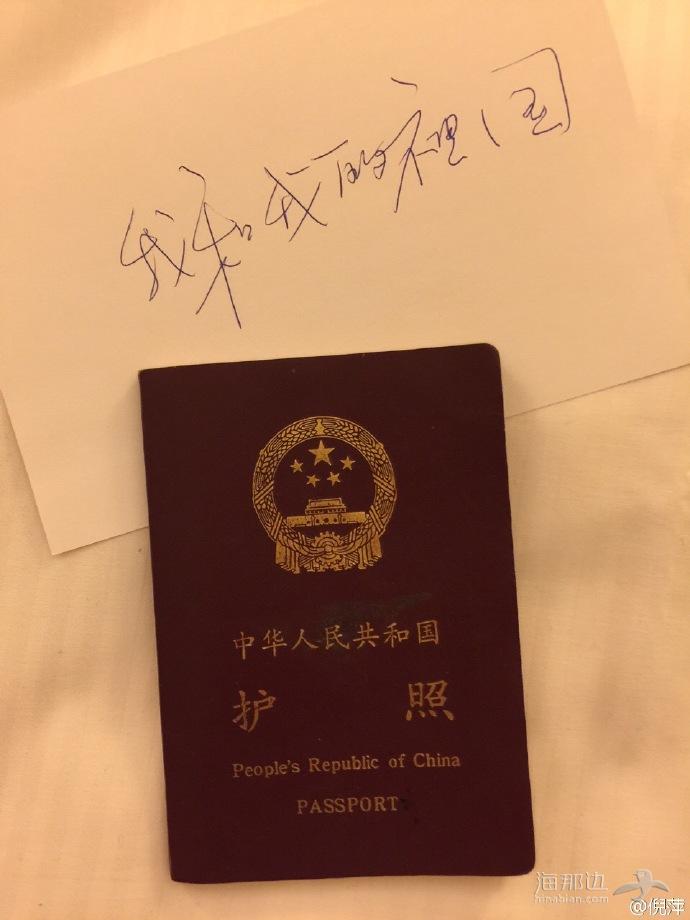 我和我的祖国
中华人民共和国
护照
People's Republic of China
PASSPORT
海那边
hinabian.com
@倪萍